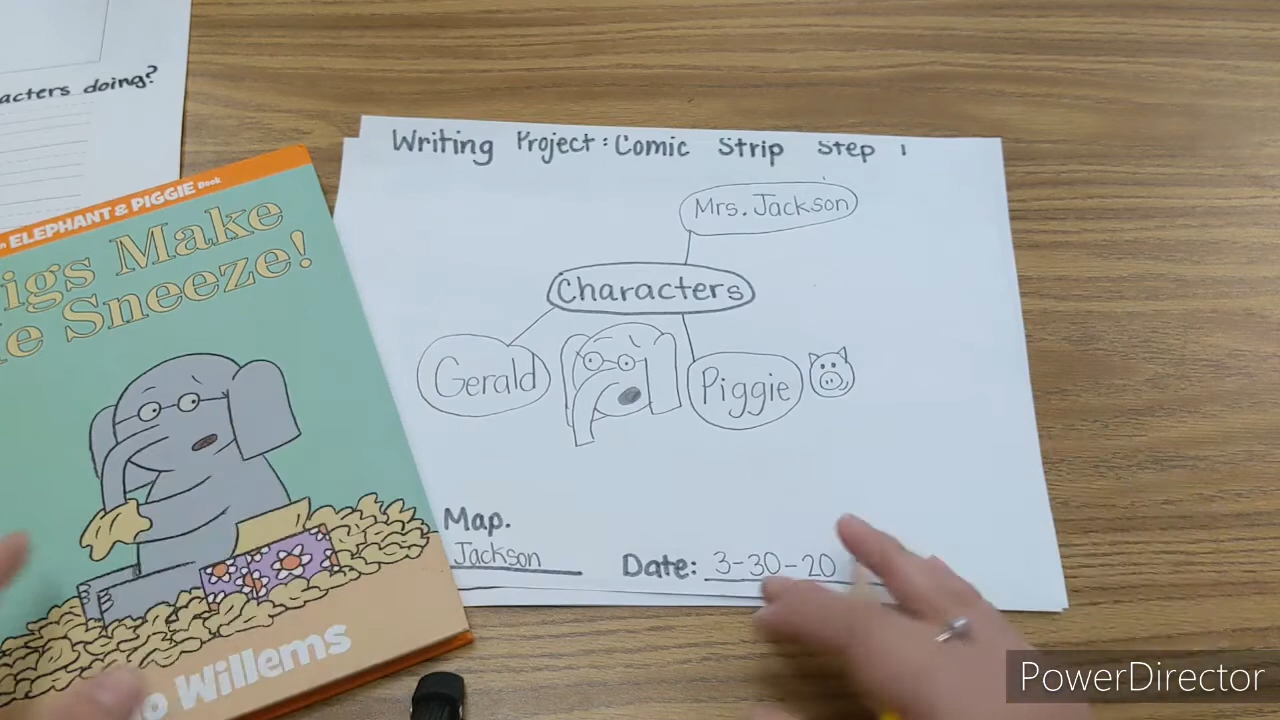 acters doing?
ELEPHANT & PIGGIE Book
igs Make
e Sneeze!
o Willems
Writing Project: Comic Strip Step 1
Mrs. Jackson
Characters
Gerald
Piggie
Map.
Jackson
Date: 3-30-20
PowerDirector